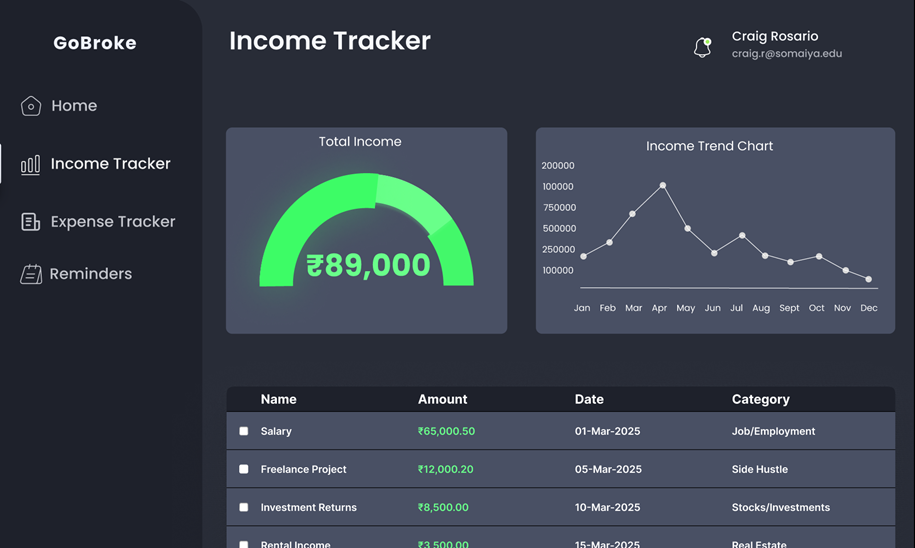 GoBroke
Home
Income Tracker
Expense Tracker
Reminders
Income Tracker
Craig Rosario
craig.r@somaiya.edu
Total Income
₹89,000
Income Trend Chart
200000
100000
750000
500000
250000
100000
Jan Feb Mar Apr May Jun Jul Aug Sept Oct Nov Dec
Name Amount Date Category
Salary ₹65,000.50 01-Mar-2025 Job/Employment
Freelance Project ₹12,000.20 05-Mar-2025 Side Hustle
Investment Returns ₹8,500.00 10-Mar-2025 Stocks/Investments
Rental Income ₹3,500.00 15-Mar-2025 Real Estate